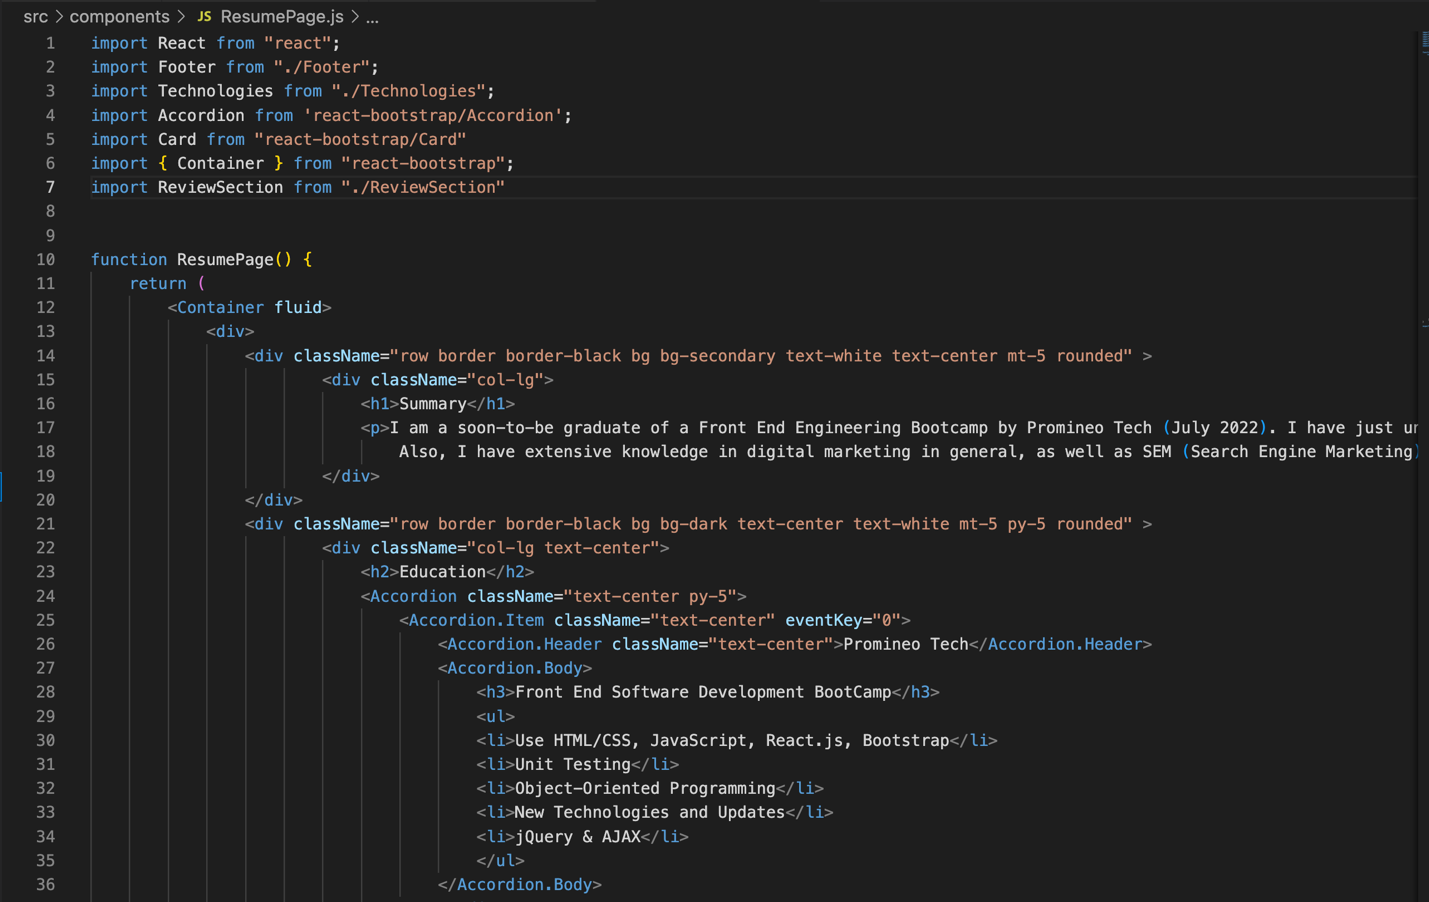 src > components > JS ResumePage.js > ...
1 import React from "react";
2 import Footer from "./Footer";
3 import Technologies from "./Technologies";
4 import Accordion from 'react-bootstrap/Accordion';
5 import Card from "react-bootstrap/Card"
6 import { Container } from "react-bootstrap";
7 import ReviewSection from "./ReviewSection"
8
9
10 function ResumePage() {
11 return (
12 <Container fluid>
13 <div>
14 <div className="row border border-black bg bg-secondary text-white text-center mt-5 rounded" >
15 <div className="col-lg">
16 <h1>Summary</h1>
17 <p>I am a soon-to-be graduate of a Front End Engineering Bootcamp by Promineo Tech (July 2022). I have just
18 Also, I have extensive knowledge in digital marketing in general, as well as SEM (Search Engine Marketing)
19 </div>
20 </div>
21 <div className="row border border-black bg bg-dark text-center text-white mt-5 py-5 rounded" >
22 <div className="col-lg text-center">
23 <h2>Education</h2>
24 <Accordion className="text-center py-5">
25 <Accordion.Item className="text-center" eventKey="0">
26 <Accordion.Header className="text-center">Promineo Tech</Accordion.Header>
27 <Accordion.Body>
28 <h3>Front End Software Development BootCamp</h3>
29 <ul>
30 <li>Use HTML/CSS, JavaScript, React.js, Bootstrap</li>
31 <li>Unit Testing</li>
32 <li>Object-Oriented Programming</li>
33 <li>New Technologies and Updates</li>
34 <li>jQuery & AJAX</li>
35 </ul>
36 </Accordion.Body>